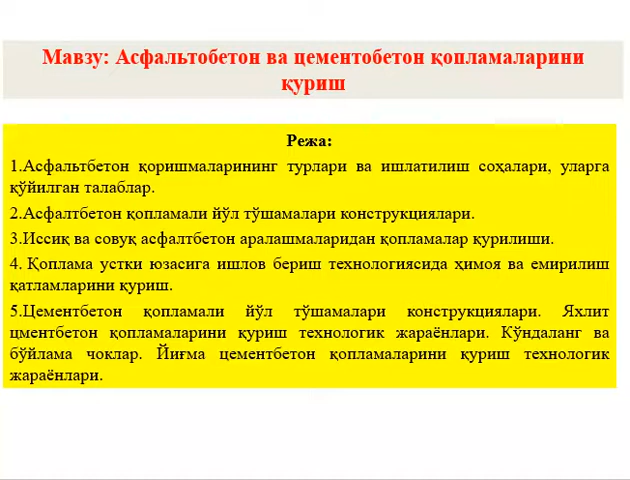 Мавзу: Асфальтобетон ва цементобетон қопламаларини
қуриш
Режа:
1.Асфальтбетон қоришмаларининг турлари ва ишлатилиш соҳалари, уларга
қўйилган талаблар.
2.Асфалтбетон қопламали йўл тўшамалари конструкциялари.
3.Иссиқ ва совуқ асфалтбетон аралашмаларидан қопламалар қурилиши.
4. Қоплама устки юзасига ишлов бериш технологиясида ҳимоя ва емирилиш
қатламларини қуриш.
5.Цементбетон қопламали йўл тўшамалари конструкциялари. Яхлит
цментбетон қопламаларини қуриш технологик жараёнлари. Кўндаланг ва
бўйлама чоклар. Йиғма цементбетон қопламаларини қуриш технологик
жараёнлари.